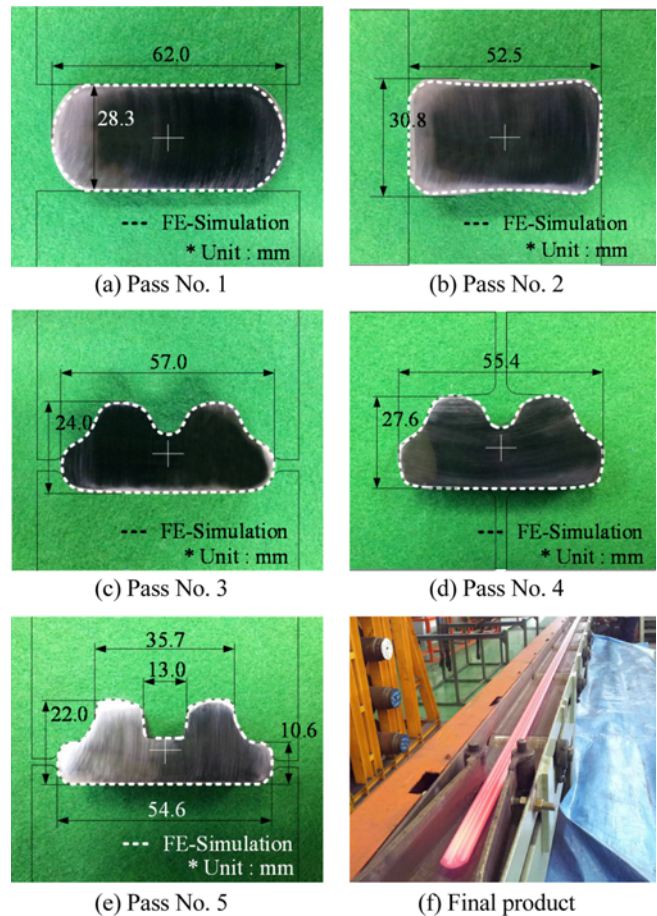 62.0
28.3
FE-Simulation
* Unit : mm
(a) Pass No. 1
52.5
30.8
FE-Simulation
* Unit : mm
(b) Pass No. 2
57.0
24.0
FE-Simulation
* Unit : mm
(c) Pass No. 3
55.4
27.6
FE-Simulation
* Unit : mm
(d) Pass No. 4
35.7
13.0
22.0
10.6
54.6
FE-Simulation
* Unit : mm
(e) Pass No. 5
(f) Final product